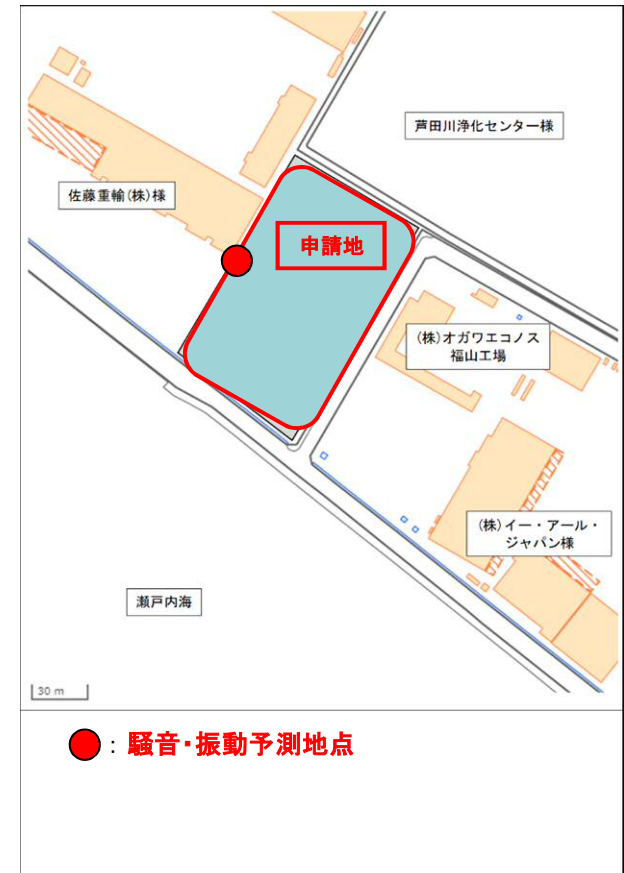 芦田川浄化センター様
佐藤重輸(株)様
申請地
(株)オガワエコノス
福山工場
(株)イー・アール・
ジャパン様
瀬戸内海
30 m
：騒音・振動予測地点